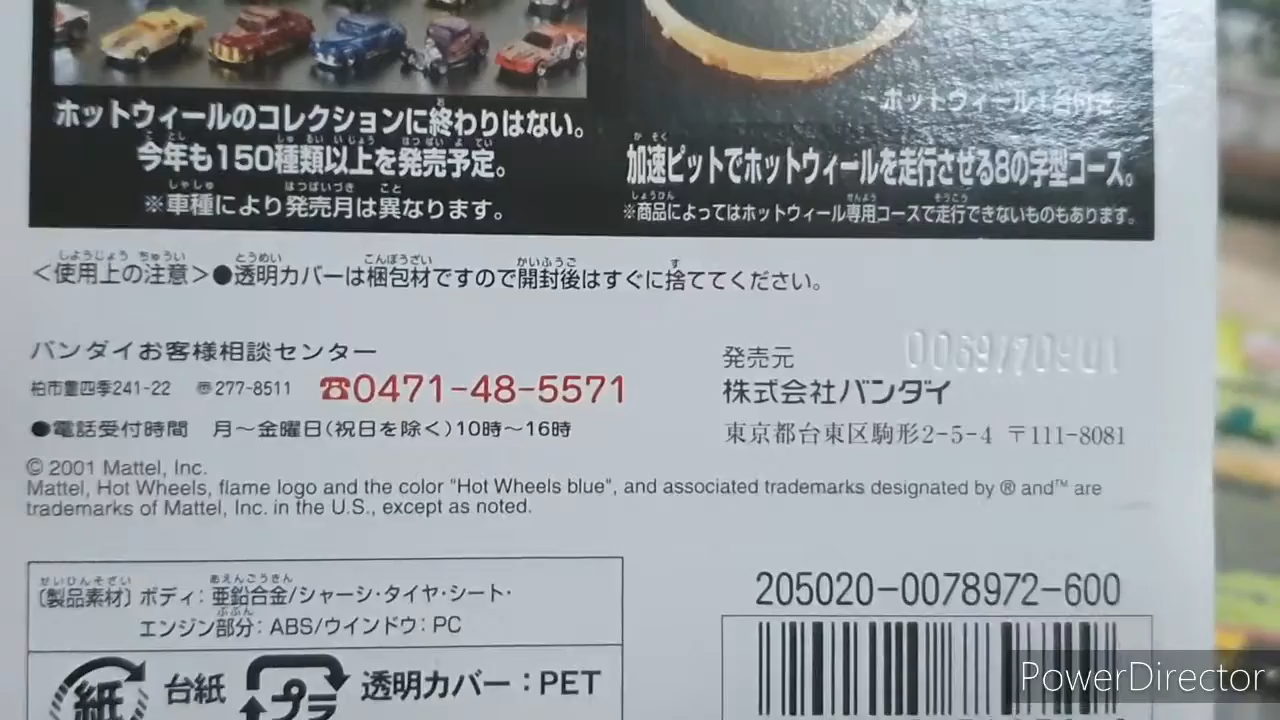 ホットウィール1台付き
ホットウィールのコレクションに終わりはない。
今年も150種類以上を発売予定。
※車種により発売月は異なります。
加速ピットでホットウィールを走行させる8の字型コース。
※商品によってはホットウィール専用コースで走行できないものもあります。
<使用上の注意>●透明カバーは梱包材ですので開封後はすぐに捨ててください。
バンダイお客様相談センター
柏市豊四季241-22 〠277-8511 ☎0471-48-5571
●電話受付時間 月～金曜日(祝日を除く)10時～16時
発売元
株式会社バンダイ
東京都台東区駒形2-5-4 〒111-8081
© 2001 Mattel, Inc.
Mattel, Hot Wheels, flame logo and the color "Hot Wheels blue", and associated trademarks designated by ® and™ are
trademarks of Mattel, Inc. in the U.S., except as noted.
〔製品素材〕ボディ：亜鉛合金/シャーシ・タイヤ・シート・
エンジン部分：ABS/ウインドウ：PC
紙 台紙 プラ 透明カバー：PET
205020-0078972-600
PowerDirector